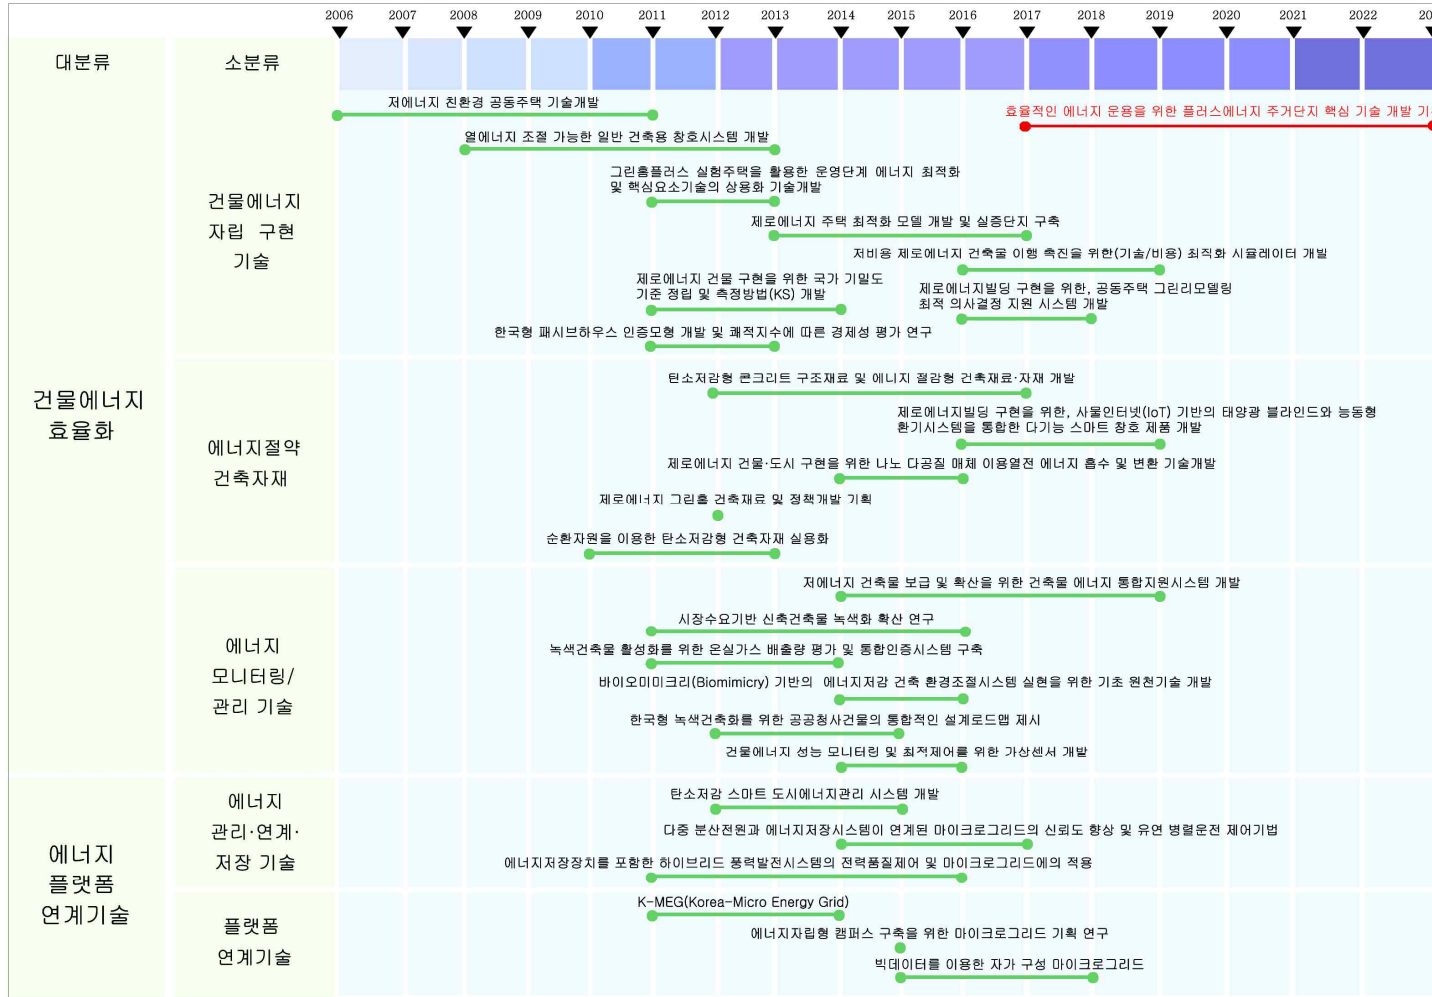 2006 2007 2008 2009 2010 2011 2012 2013 2014 2015 2016 2017 2018 2019 2020 2021 2022
대분류
소분류
건물에너지
효율화
건물에너지
자립 구현
기술
저에너지 친환경 공동주택 기술개발
효율적인 에너지 운용을 위한 플러스에너지 주거단지 핵심 기술 개발
열에너지 조절 가능한 일반 건축용 창호시스템 개발
그린홈플러스 실험주택을 활용한 운영단계 에너지 최적화
및 핵심요소기술의 상용화 기술개발
제로에너지 주택 최적화 모델 개발 및 실증단지 구축
저비용 제로에너지 건축물 이행 촉진을 위한(기술/비용) 최직화 시뮬레이터 개발
제로에너지 건물 구현을 위한 국가 기밀도
기준 정립 및 측정방법(KS) 개발
제로에너지빌딩 구현을 위한, 공동주택 그린리모델링
최적 의사결정 지원 시스템 개발
한국형 패시브하우스 인증모형 개발 및 쾌적지수에 따른 경제성 평가 연구
에너지절약
건축자재
탄소저감형 콘크리트 구조재료 및 에너지 절감형 건축재료·자재 개발
제로에너지빌딩 구현을 위한, 사물인터넷(IoT) 기반의 태양광 블라인드와 능동형
환기시스템을 통합한 다기능 스마트 창호 제품 개발
제로에너지 건물·도시 구현을 위한 나노 다공질 매체 이용열전 에너지 흡수 및 변환 기술개발
제로에너지 그린홈 건축재료 및 정책개발 기획
순환자원을 이용한 탄소저감형 건축자재 실용화
에너지
모니터링/
관리 기술
저에너지 건축물 보급 및 확산을 위한 건축물 에너지 통합지원시스템 개발
시장수요기반 신축건축물 녹색화 확산 연구
녹색건축물 활성화를 위한 온실가스 배출량 평가 및 통합인증시스템 구축
바이오미미크리(Biomimicry) 기반의 에너지저감 건축 환경조절시스템 실현을 위한 기초 원천기술 개발
한국형 녹색건축화를 위한 공공청사건물의 통합적인 설계로드맵 제시
건물에너지 성능 모니터링 및 최적제어를 위한 가상센서 개발
에너지
플랫폼
연계기술
에너지
관리·연계·
저장 기술
탄소저감 스마트 도시에너지관리 시스템 개발
다중 분산전원과 에너지저장시스템이 연계된 마이크로그리드의 신뢰도 향상 및 유연 병렬운전 제어기법
에너지저장장치를 포함한 하이브리드 풍력발전시스템의 전력품질제어 및 마이크로그리드에의 적용
플랫폼
연계기술
K-MEG(Korea-Micro Energy Grid)
에너지자립형 캠퍼스 구축을 위한 마이크로그리드 기획 연구
빅데이터를 이용한 자가 구성 마이크로그리드